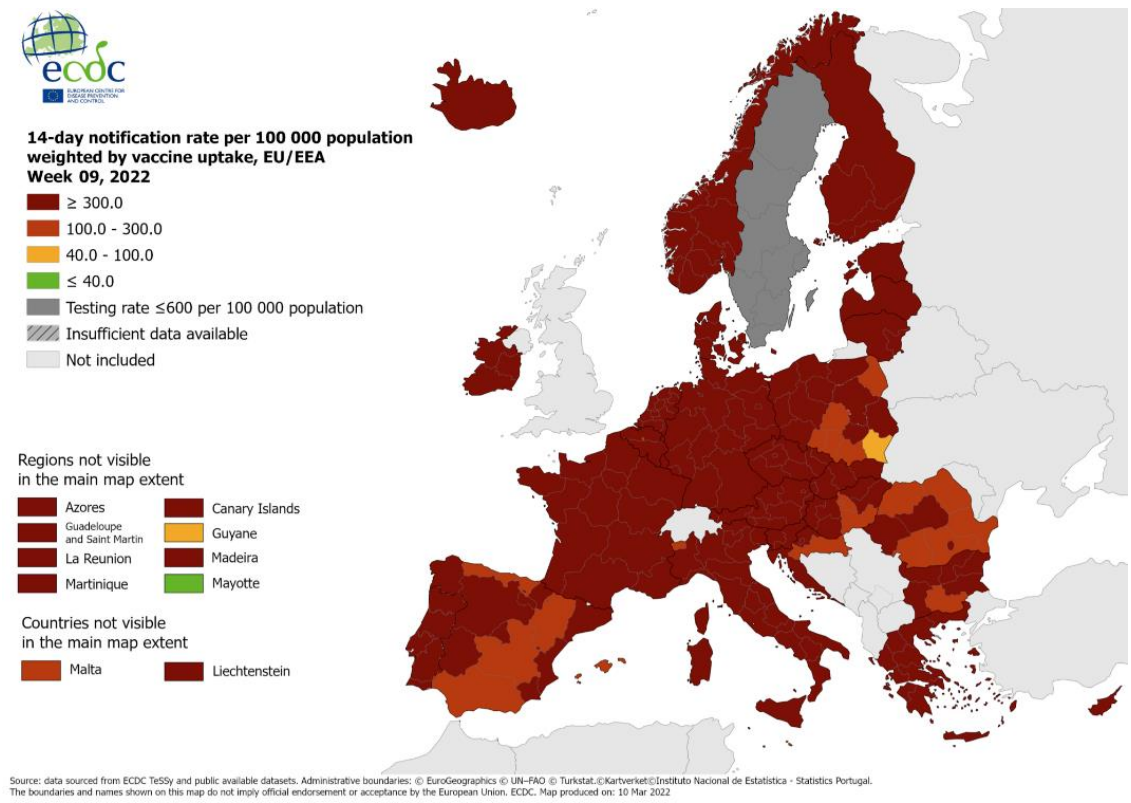 ecdc
EUROPEAN CENTRE FOR
DISEASE PREVENTION
AND CONTROL
14-day notification rate per 100 000 population
weighted by vaccine uptake, EU/EEA
Week 09, 2022
≥ 300.0
100.0 - 300.0
40.0 - 100.0
≤ 40.0
Testing rate ≤600 per 100 000 population
Insufficient data available
Not included
Regions not visible
in the main map extent
Azores
Canary Islands
Guadeloupe
and Saint Martin
Guyane
La Reunion
Madeira
Martinique
Mayotte
Countries not visible
in the main map extent
Malta
Liechtenstein
Source: data sourced from ECDC TeSSy and public available datasets. Administrative boundaries: © EuroGeographics © UN–FAO © Turkstat.©Kartverket©Instituto Nacional de Estatística - Statistics Portugal.
The boundaries and names shown on this map do not imply official endorsement or acceptance by the European Union. ECDC. Map produced on: 10 Mar 2022